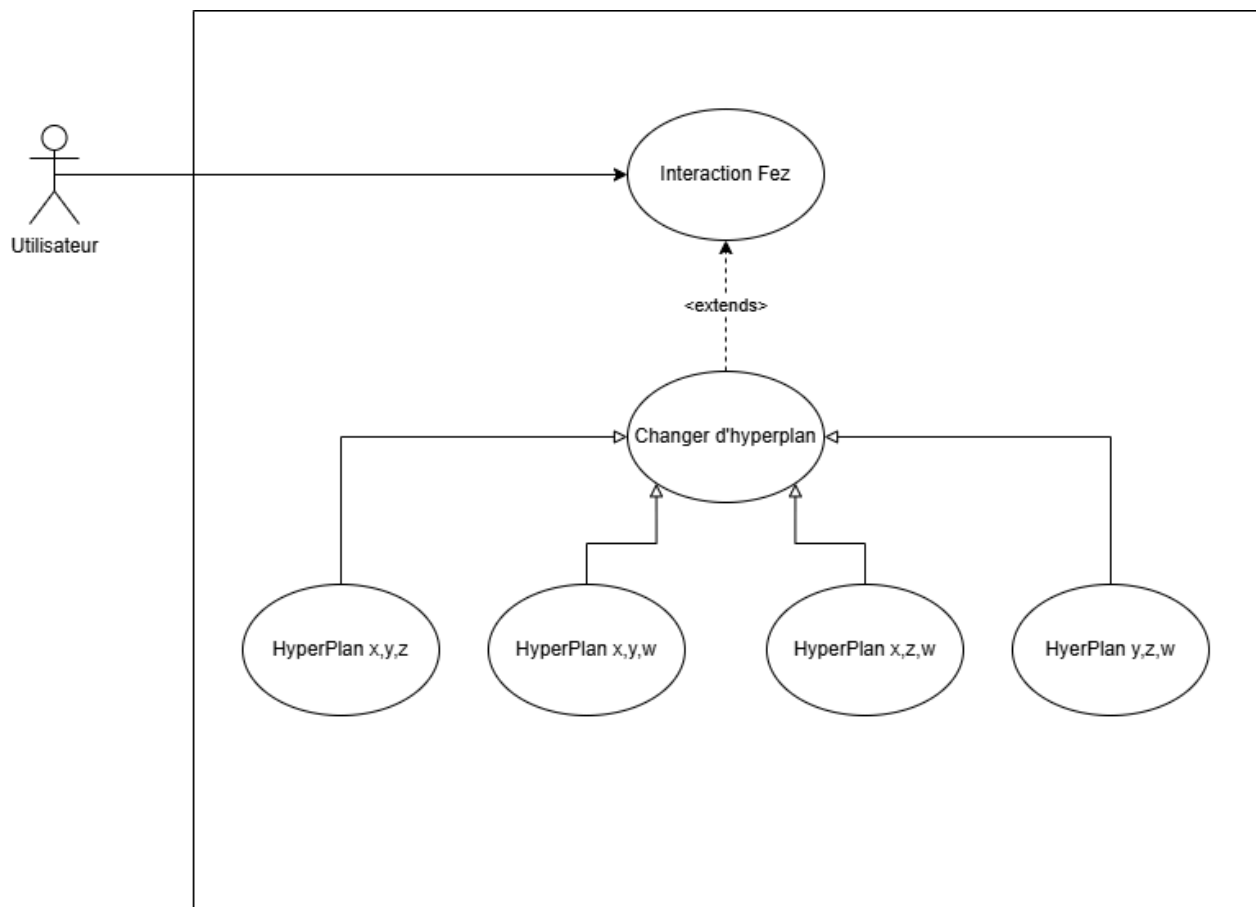 Interaction Fez
Utilisateur
<extends>
Changer d'hyperplan
HyperPlan x,y,z
HyperPlan x,y,w
HyperPlan x,z,w
HyerPlan y,z,w